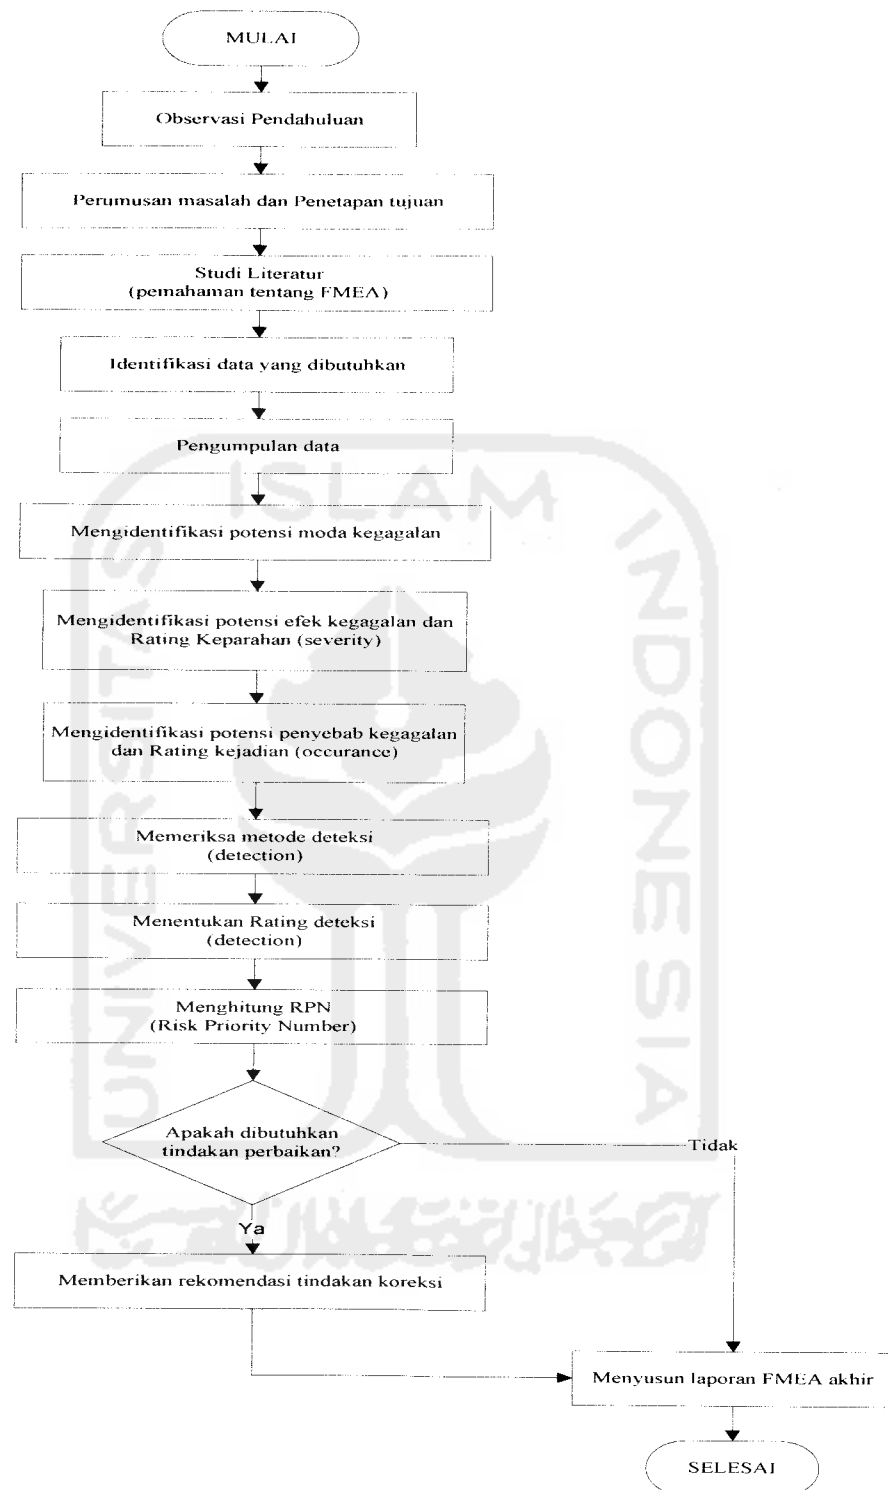 MULAI
Observasi Pendahuluan
Perumusan masalah dan Penetapan tujuan
Studi Literatur
(pemahaman tentang FMEA)
Identifikasi data yang dibutuhkan
Pengumpulan data
Mengidentifikasi potensi moda kegagalan
Mengidentifikasi potensi efek kegagalan dan
Rating Keparahan (severity)
Mengidentifikasi potensi penyebab kegagalan
dan Rating kejadian (occurance)
Memeriksa metode deteksi
(detection)
Menentukan Rating deteksi
(detection)
Menghitung RPN
(Risk Priority Number)
Apakah dibutuhkan
tindakan perbaikan?
Tidak
Ya
Memberikan rekomendasi tindakan koreksi
Menyusun laporan FMEA akhir
SELESAI
UNIVERSITAS
ISLAM
INDONESIA